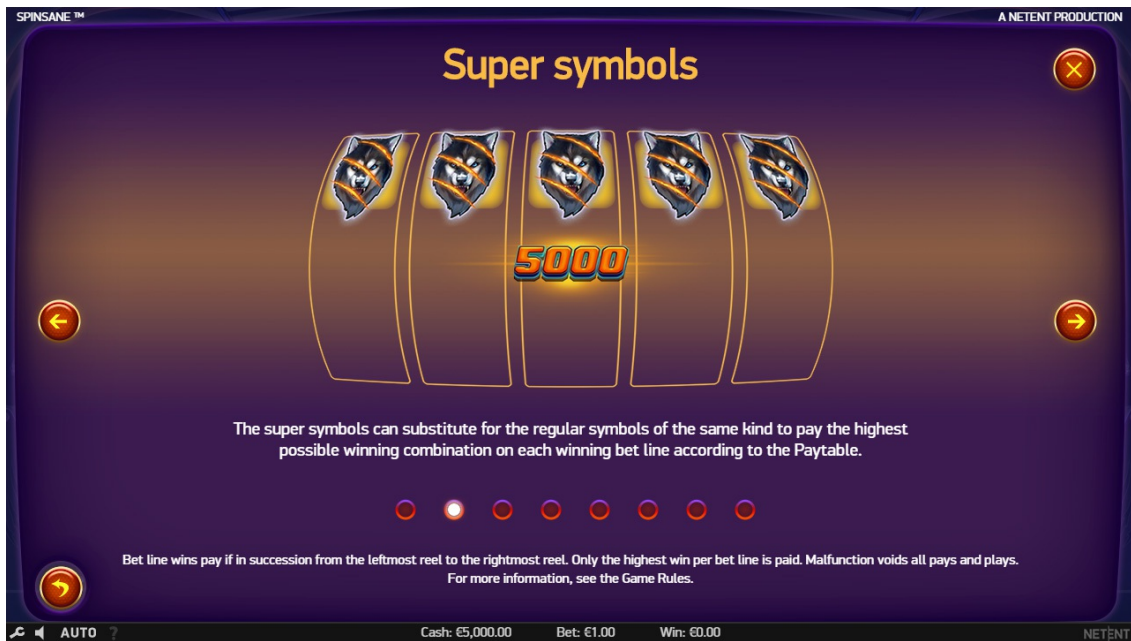 SPINSANE ™
A NETENT PRODUCTION
Super symbols
5000
The super symbols can substitute for the regular symbols of the same kind to pay the highest
possible winning combination on each winning bet line according to the Paytable.
Bet line wins pay if in succession from the leftmost reel to the rightmost reel. Only the highest win per bet line is paid. Malfunction voids all pays and plays.
For more information, see the Game Rules.
AUTO ? Cash: €5,000.00 Bet: €1.00 Win: €0.00 NETENT